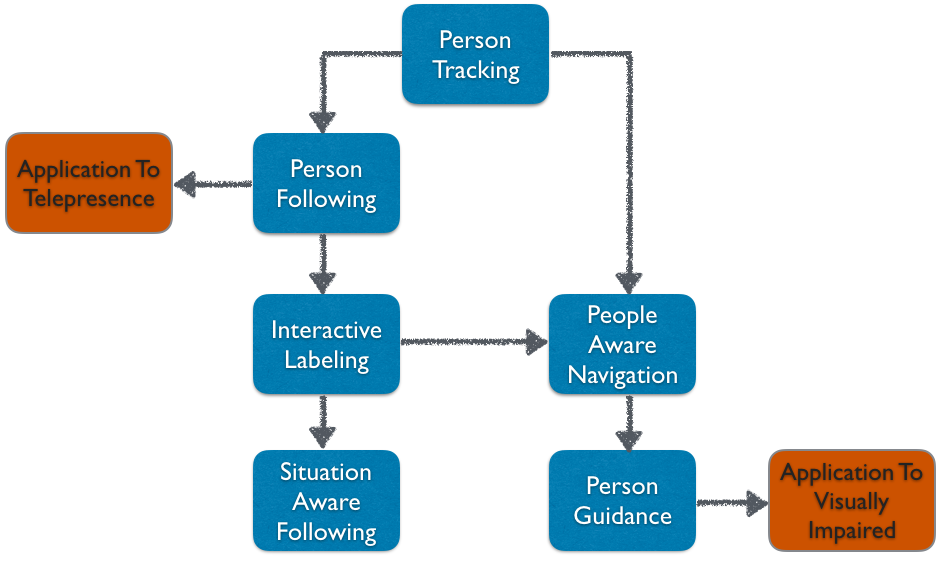 Person
Tracking
Application To
Telepresence
Person
Following
Interactive
Labeling
People
Aware
Navigation
Situation
Aware
Following
Person
Guidance
Application To
Visually
Impaired